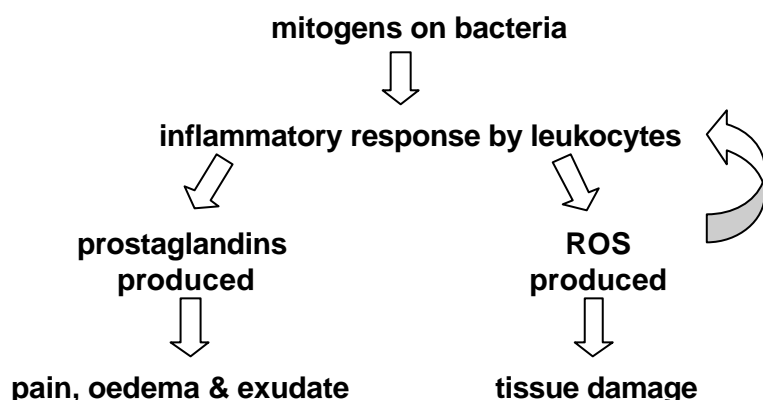 mitogens on bacteria
inflammatory response by leukocytes
prostaglandins
produced
ROS
produced
pain, oedema & exudate
tissue damage